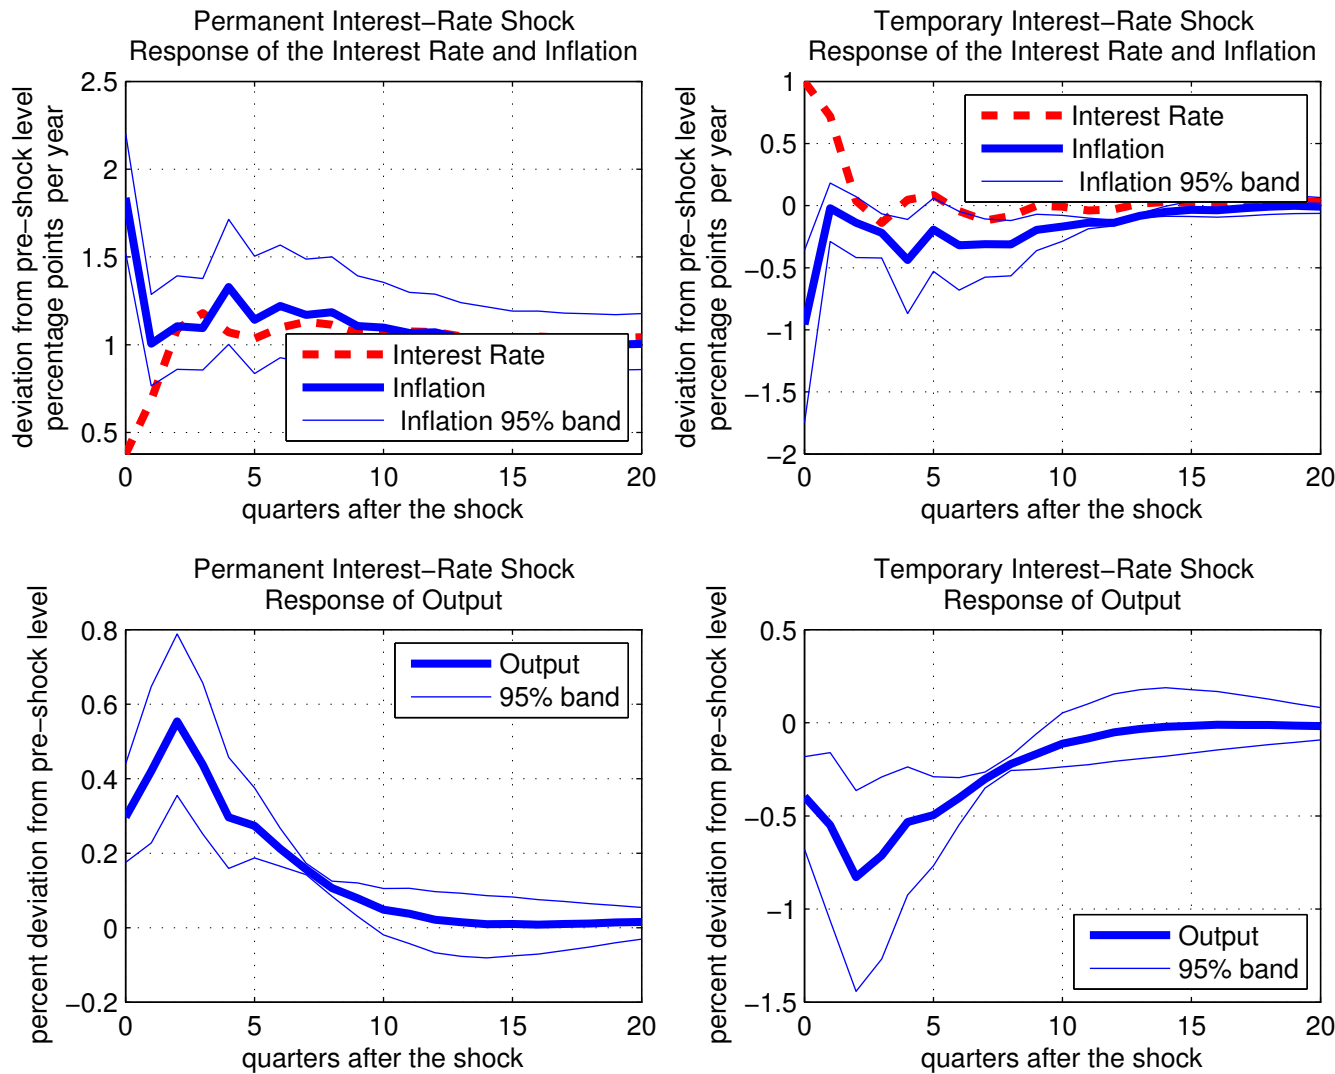 Permanent Interest−Rate Shock
Response of the Interest Rate and Inflation
deviation from pre−shock level
percentage points per year
2.5
2
1.5
1
0.5
Interest Rate
Inflation
Inflation 95% band
0 5 10 15 20
quarters after the shock
Temporary Interest−Rate Shock
Response of the Interest Rate and Inflation
deviation from pre−shock level
percentage points per year
1
0.5
0
−0.5
−1
−1.5
−2
Interest Rate
Inflation
Inflation 95% band
0 5 10 15 20
quarters after the shock
Permanent Interest−Rate Shock
Response of Output
percent deviation from pre−shock level
0.8
0.6
0.4
0.2
0
−0.2
Output
95% band
0 5 10 15 20
quarters after the shock
Temporary Interest−Rate Shock
Response of Output
percent deviation from pre−shock level
0.5
0
−0.5
−1
−1.5
Output
95% band
0 5 10 15 20
quarters after the shock